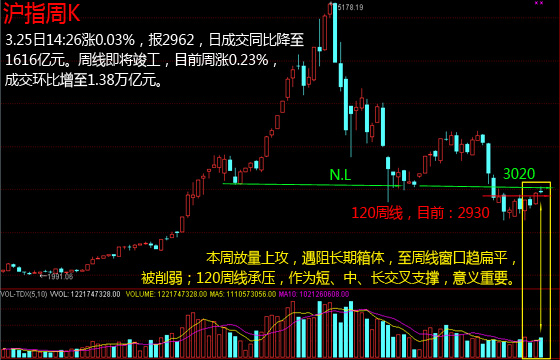 沪指周K
5178.19
3.25日14:26涨0.03%，报2962，日成交同比降至
1616亿元。周线即将竣工，目前周涨0.23%，
成交环比增至1.38万亿元。
N.L
3020
120周线，目前：2930
本周放量上攻，遇阻长期箱体，至周线窗口趋扁平，
被削弱；120周线承压，作为短、中、长交叉支撑，意义重要。
1991.06
VOL-TDX(5,10) VVOL: 1221747328.00 VOLUME: 1221747328.00 MA5: 1110573056.00 MA10: 1021260608.00